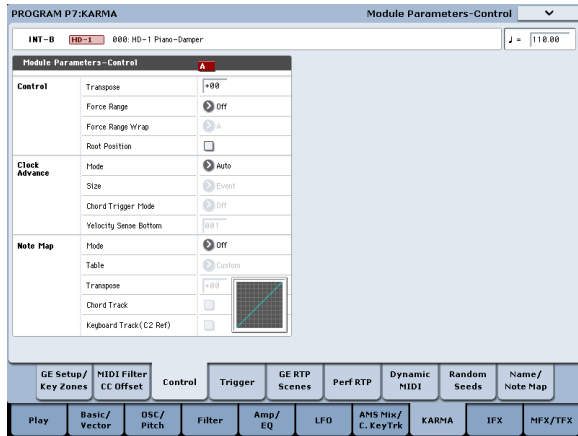 PROGRAM P7:KARMA Module Parameters-Control
INT-B HD-1 000: HD-1 Piano-Damper ♩= 110.00
Module Parameters-Control A
Control Transpose +00
Force Range Off
Force Range Wrap A
Root Position
Clock Advance Mode Auto
Size Event
Chord Trigger Mode Off
Velocity Sense Bottom 001
Note Map Mode Off
Table Custom
Transpose +00
Chord Track
Keyboard Track(C2 Ref)
GE Setup/ Key Zones MIDI Filter CC Offset Control Trigger GE RTP Scenes Perf RTP Dynamic MIDI Random Seeds Name/ Note Map
Play Basic/ Vector OSC/ Pitch Filter Amp/ EQ LFO AMS Mix/ C. KeyTrk KARMA IFX MFX/TFX